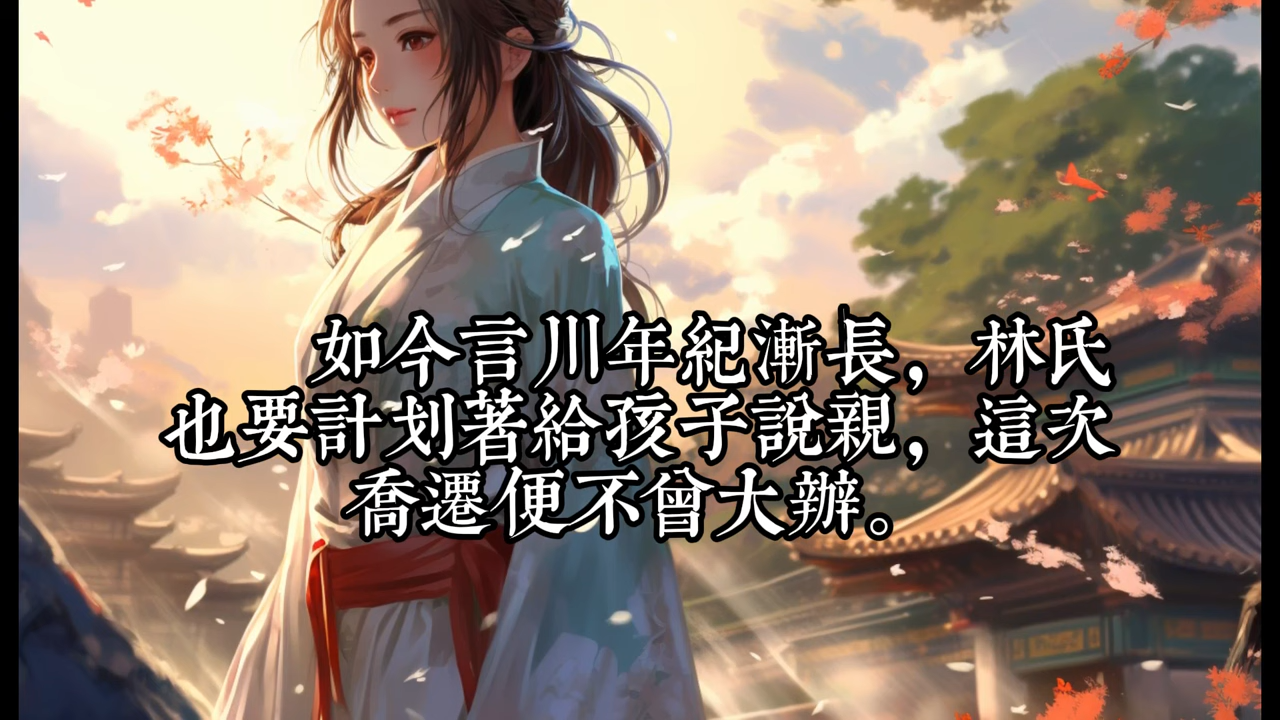 如今言川年紀漸長，林氏
也要計划著給孩子說親，這次
喬遷便不曾大辦。